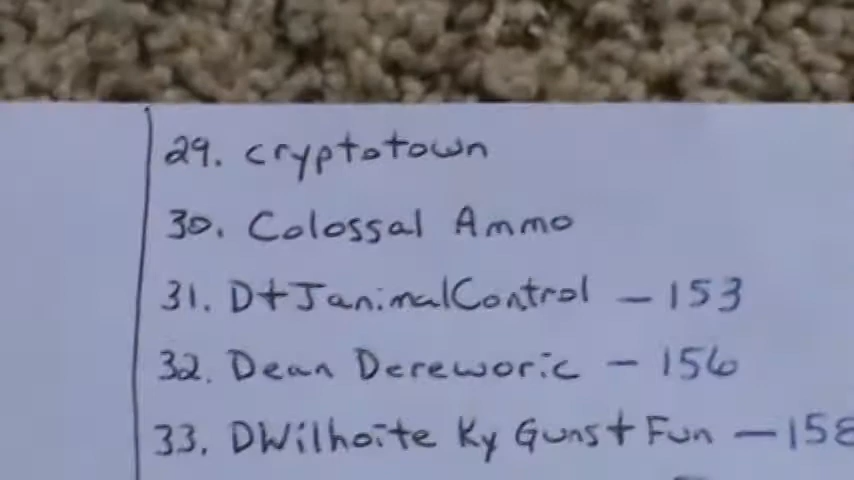 29. cryptotown
30. Colossal Ammo
31. D+JanimalControl - 153
32. Dean Dereworic - 156
33. DWilhoite Ky Guns+Fun - 158